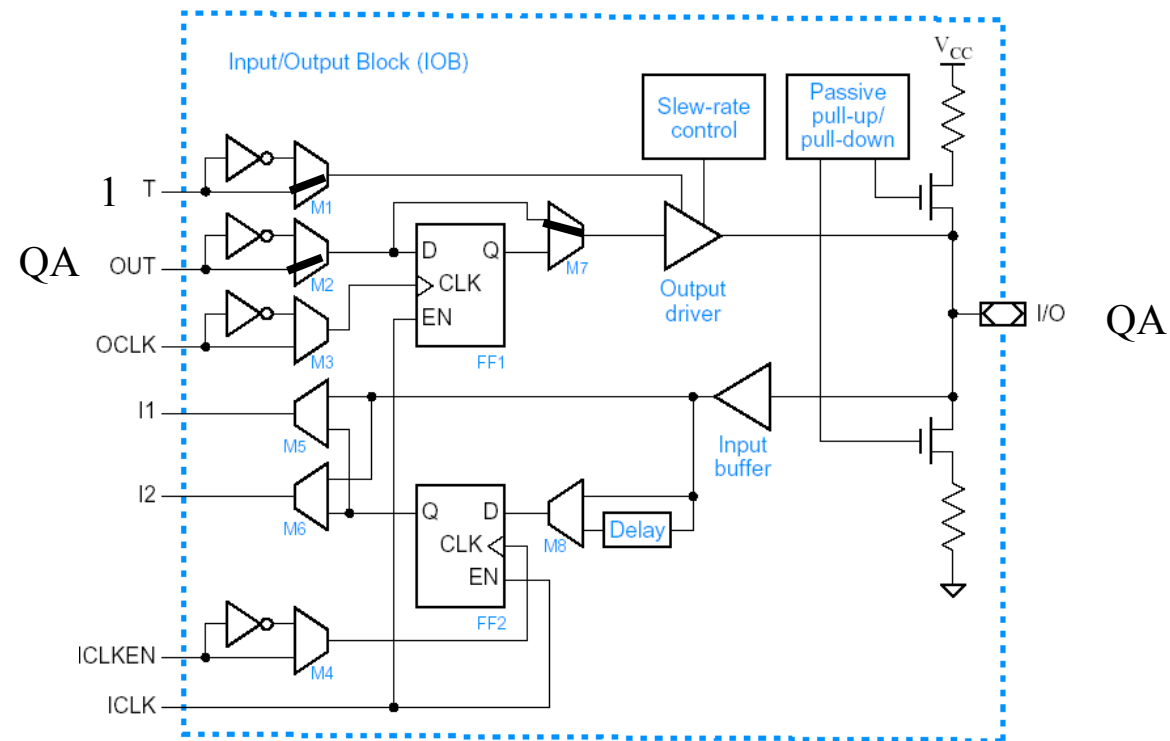 Input/Output Block (IOB)
VCC
Slew-rate
control
Passive
pull-up/
pull-down
1 T
M1
QA OUT
M2
D Q
CLK
EN
FF1
M7
Output
driver
I/O QA
OCLK
M3
I1
M5
Input
buffer
I2
M6
Q D
CLK
EN
FF2
M8
Delay
ICLKEN
M4
ICLK